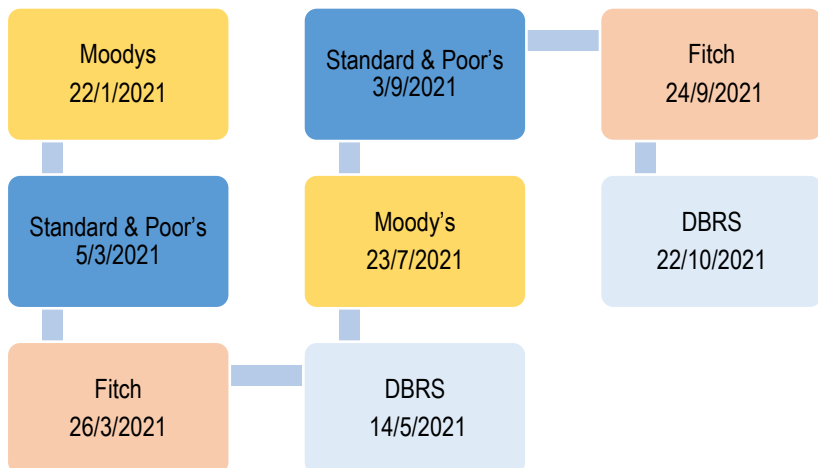 Moodys
22/1/2021
Standard & Poor's
5/3/2021
Fitch
26/3/2021
DBRS
14/5/2021
Moody's
23/7/2021
Standard & Poor's
3/9/2021
Fitch
24/9/2021
DBRS
22/10/2021